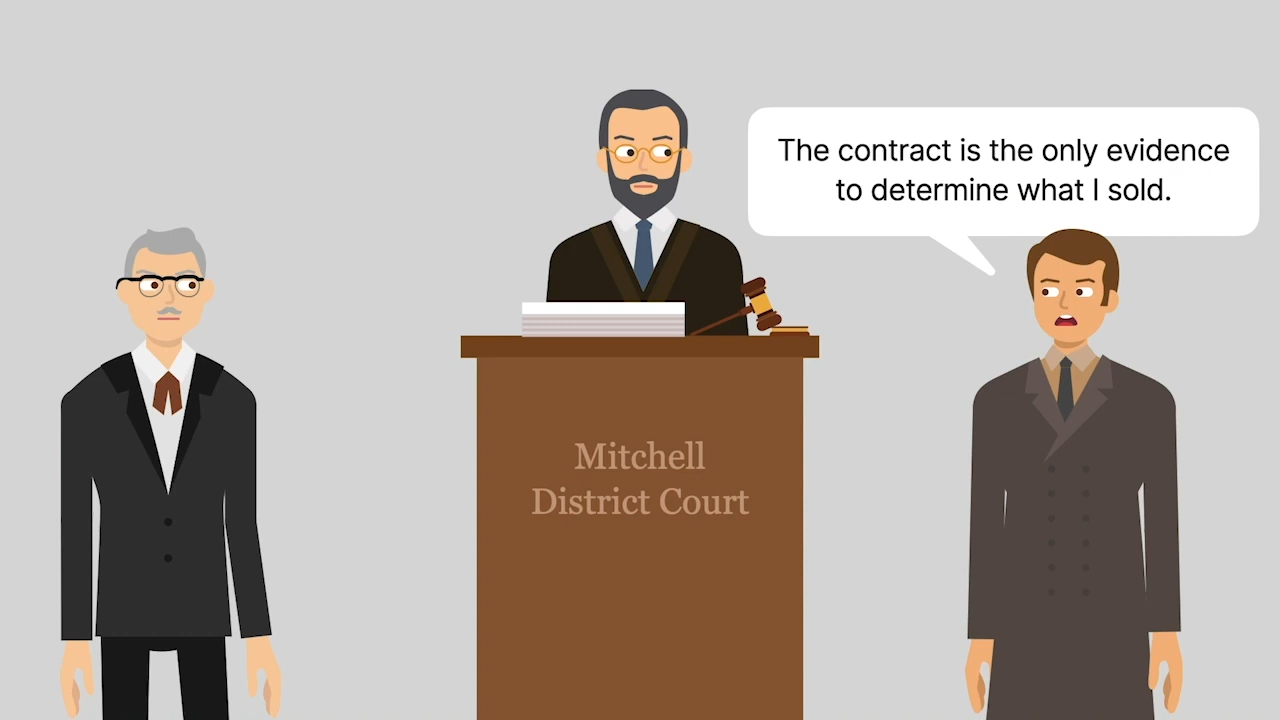 The contract is the only evidence
to determine what I sold.
Mitchell
District Court